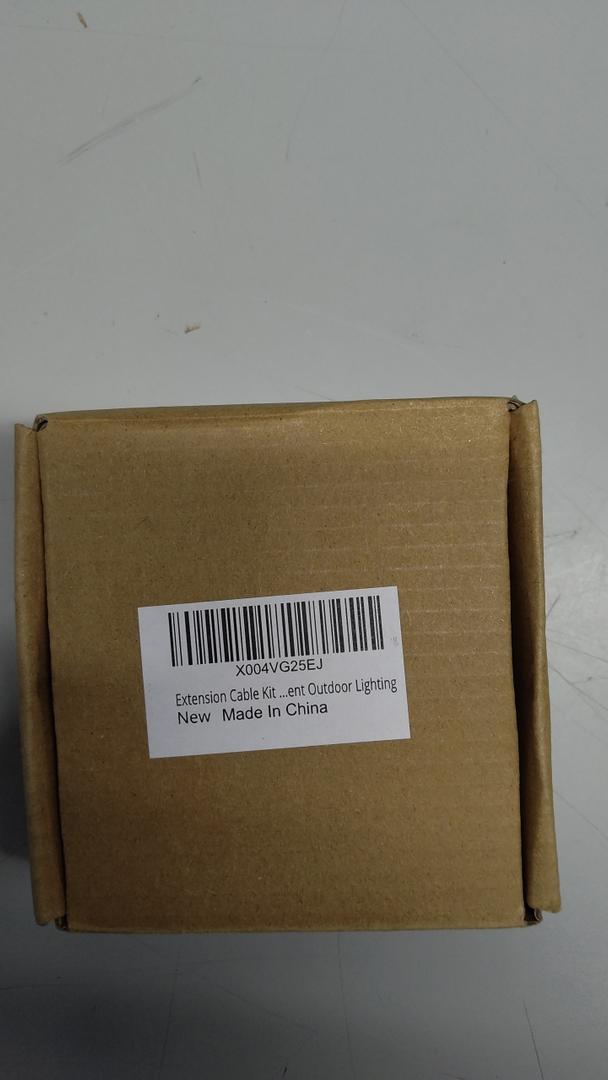 X004VG25EJ
Extension Cable Kit ...ent Outdoor Lighting
New Made In China